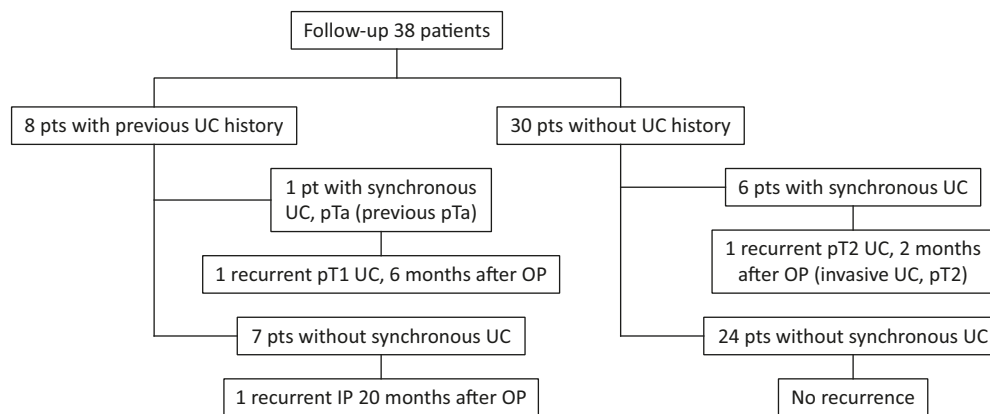 Follow-up 38 patients
8 pts with previous UC history
30 pts without UC history
1 pt with synchronous
UC, pTa (previous pTa)
1 recurrent pT1 UC, 6 months after OP
7 pts without synchronous UC
1 recurrent IP 20 months after OP
6 pts with synchronous UC
1 recurrent pT2 UC, 2 months
after OP (invasive UC, pT2)
24 pts without synchronous UC
No recurrence